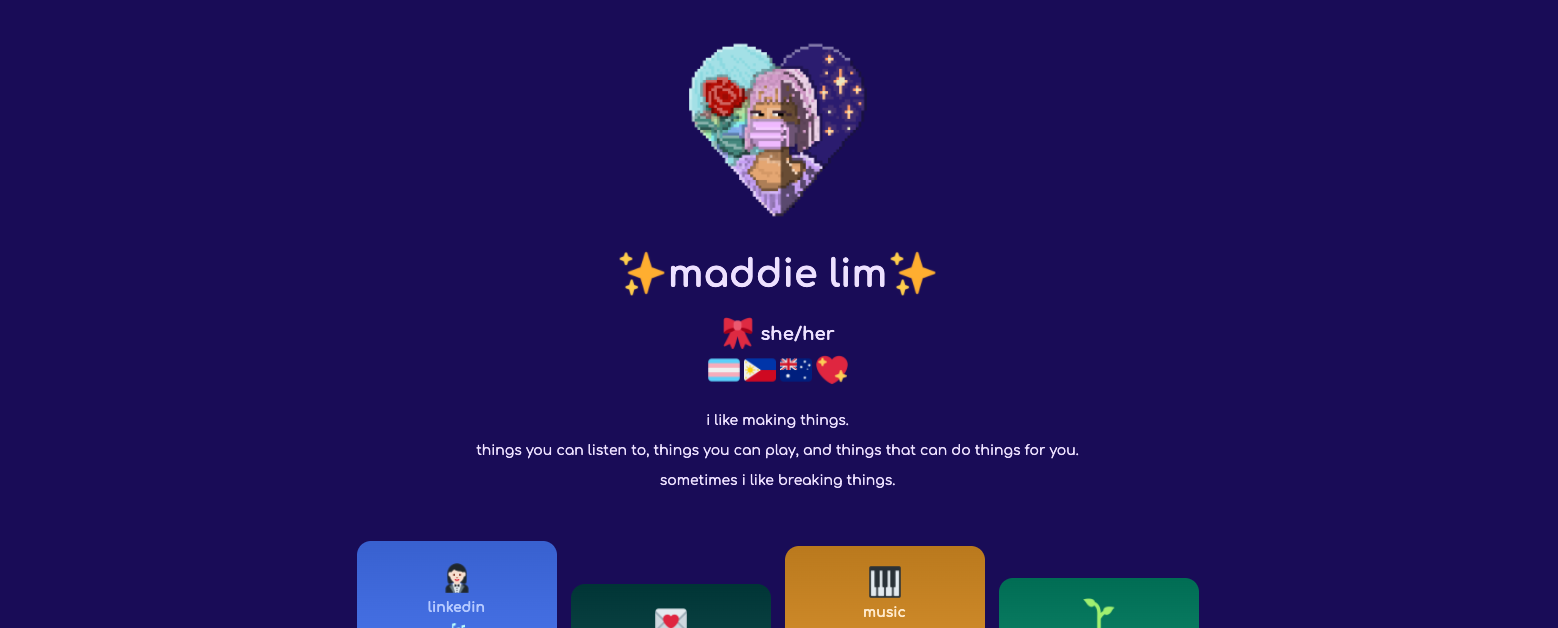 ✨maddie lim✨
🎀 she/her
🏳️‍⚧️🇵🇭🇦🇺💖
i like making things.
things you can listen to, things you can play, and things that can do things for you.
sometimes i like breaking things.
linkedin
music